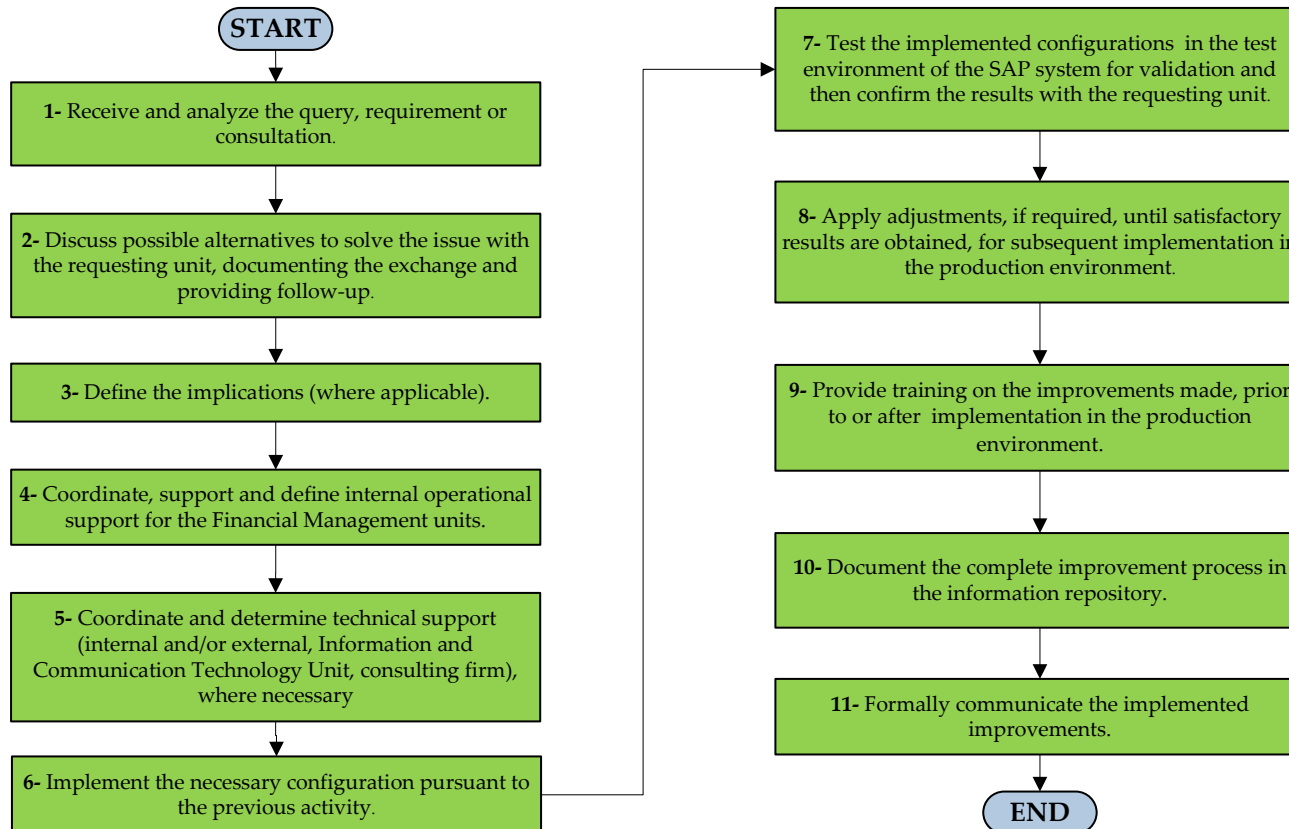 START
1- Receive and analyze the query, requirement or
consultation.
2- Discuss possible alternatives to solve the issue with
the requesting unit, documenting the exchange and
providing follow-up.
3- Define the implications (where applicable).
4- Coordinate, support and define internal operational
support for the Financial Management units.
5- Coordinate and determine technical support
(internal and/or external, Information and
Communication Technology Unit, consulting firm),
where necessary
6- Implement the necessary configuration pursuant to
the previous activity.
7- Test the implemented configurations in the test
environment of the SAP system for validation and
then confirm the results with the requesting unit.
8- Apply adjustments, if required, until satisfactory
results are obtained, for subsequent implementation in
the production environment.
9- Provide training on the improvements made, prior
to or after implementation in the production
environment.
10- Document the complete improvement process in
the information repository.
11- Formally communicate the implemented
improvements.
END